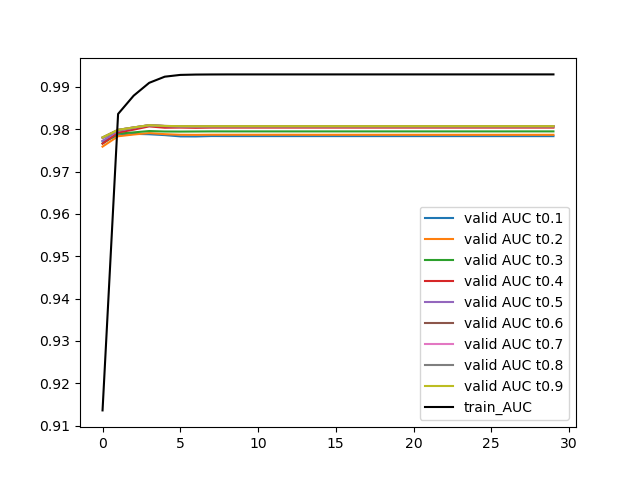 0.99
0.98
0.97
0.96
0.95
0.94
0.93
0.92
0.91
0 5 10 15 20 25 30
valid AUC t0.1
valid AUC t0.2
valid AUC t0.3
valid AUC t0.4
valid AUC t0.5
valid AUC t0.6
valid AUC t0.7
valid AUC t0.8
valid AUC t0.9
train_AUC